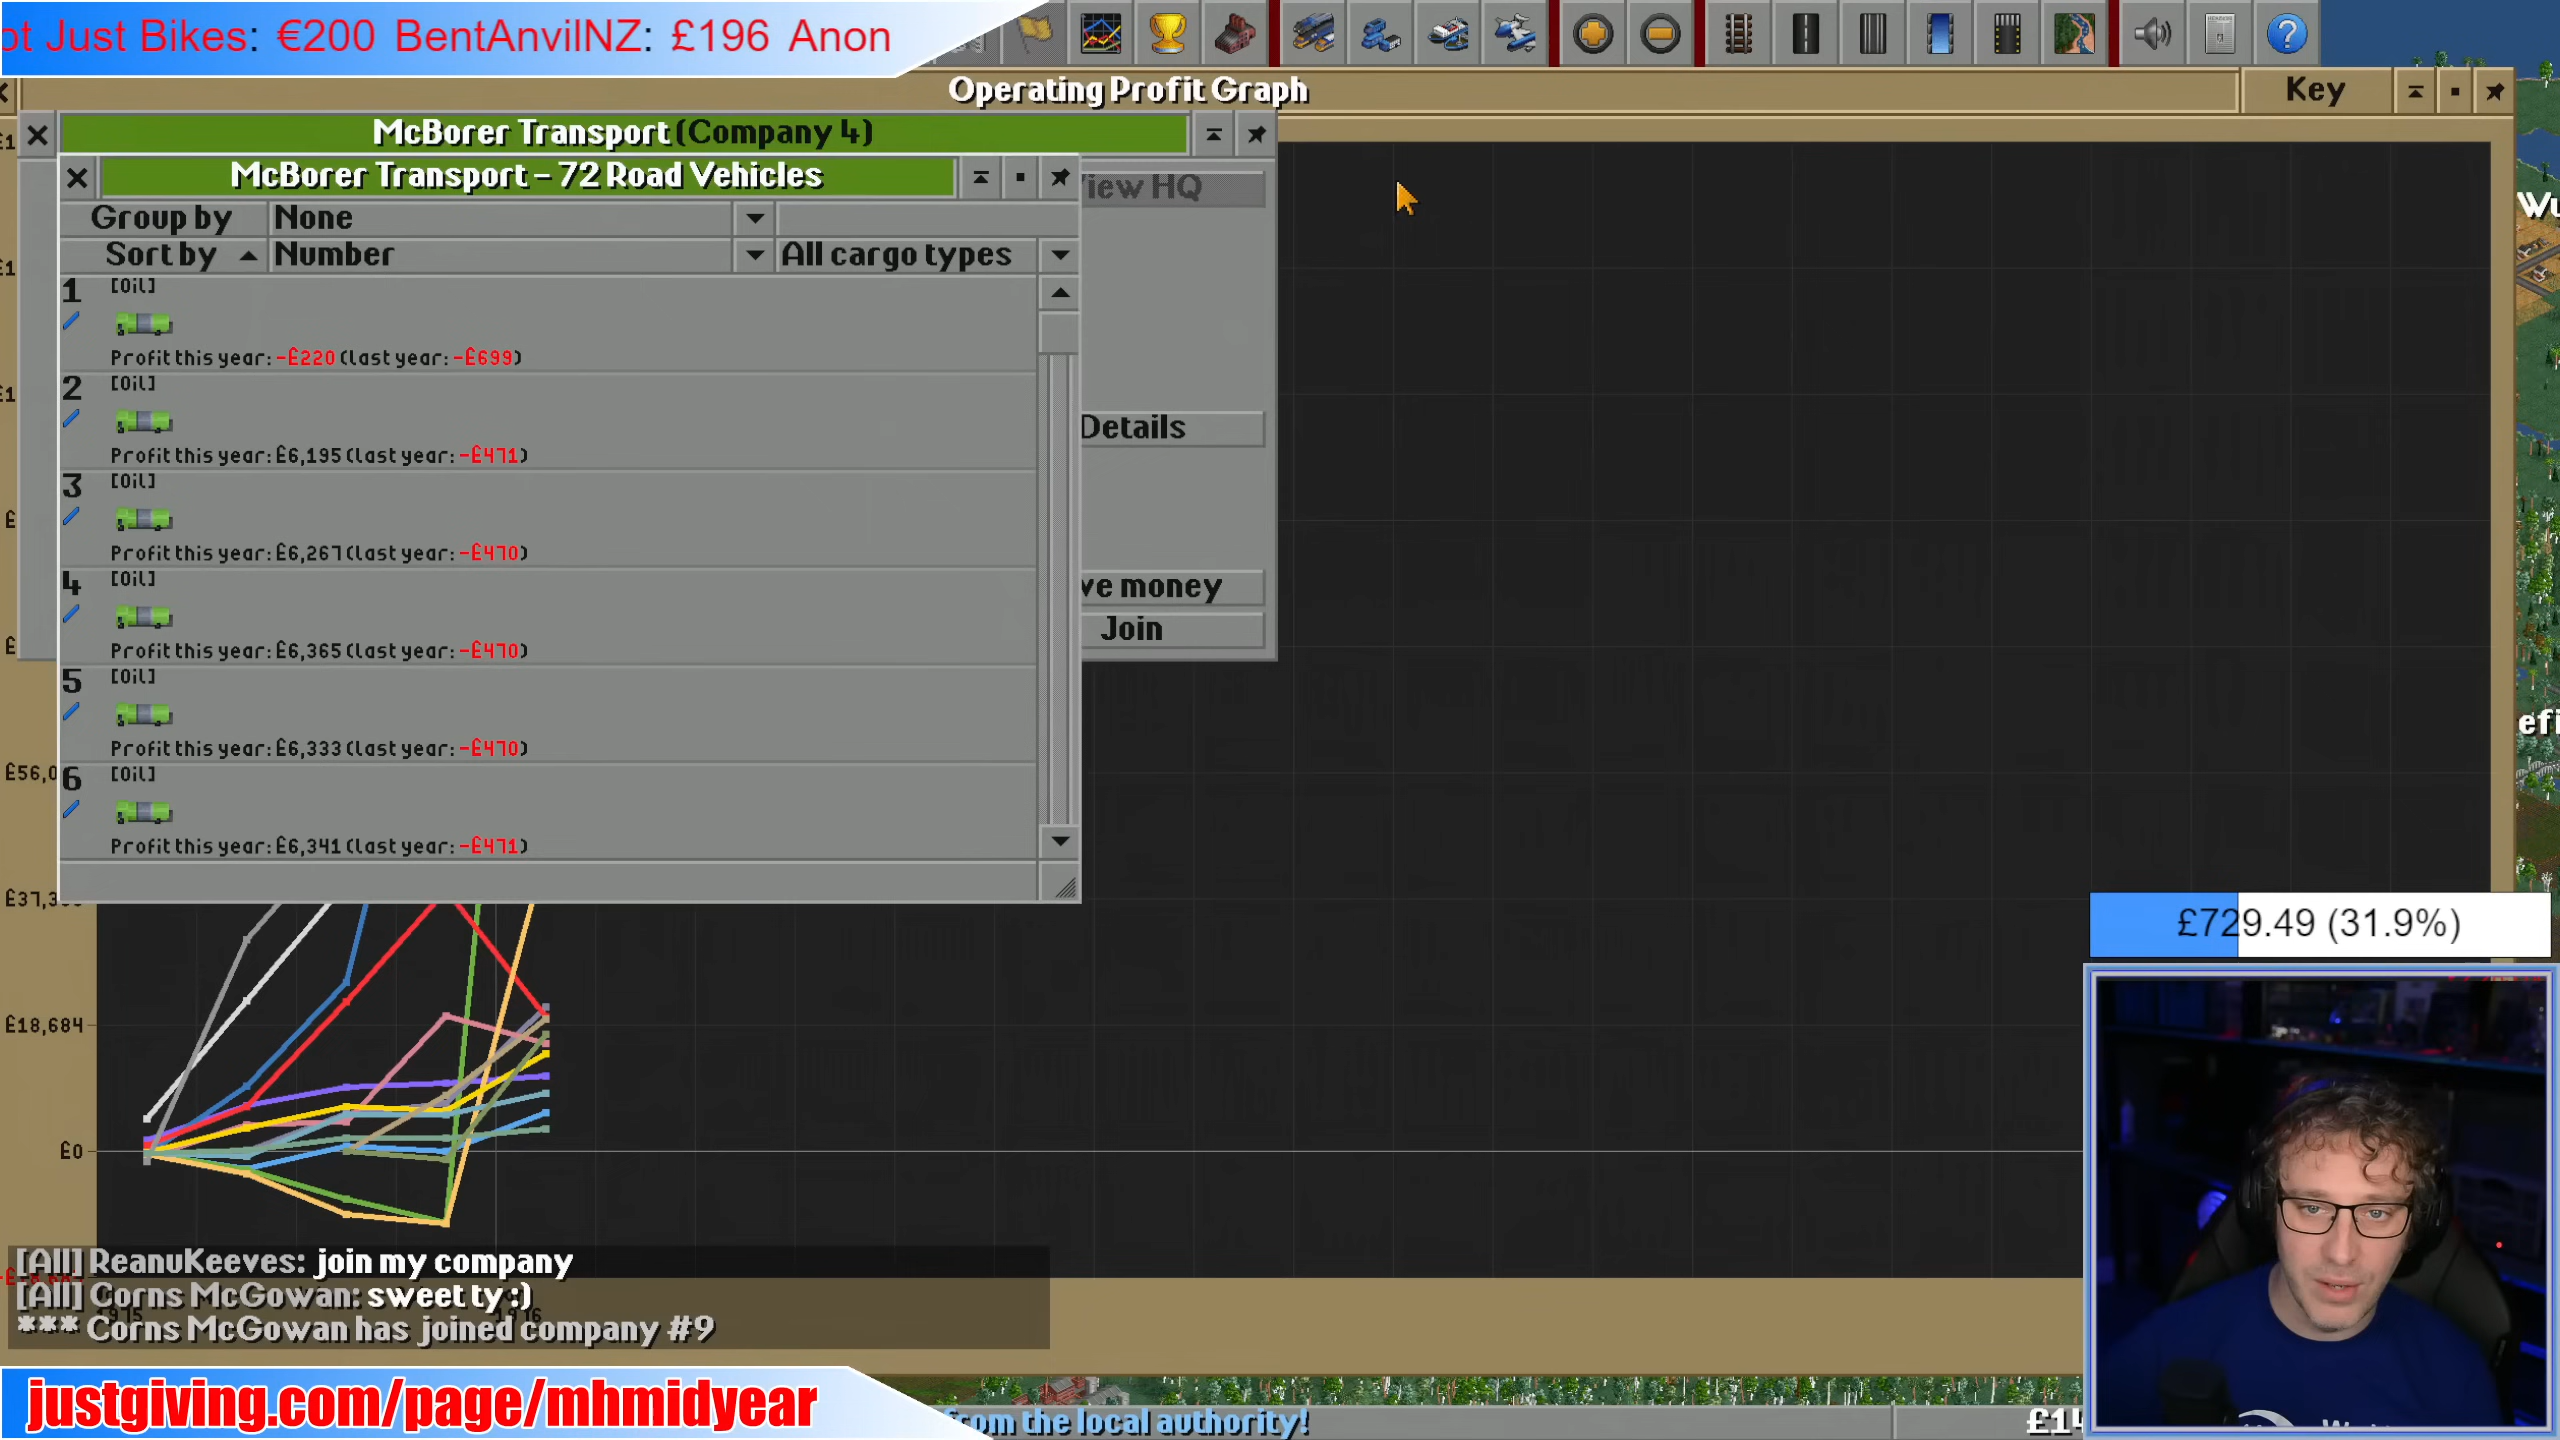 ot Just Bikes: €200 BentAnvilNZ: £196 Anon
Operating Profit Graph
Key
McBorer Transport (Company 4)
McBorer Transport - 72 Road Vehicles
iew HQ
Group by None
Sort by Number All cargo types
1 [Oil]
Profit this year: -£220 (last year: -£699)
2 [Oil]
Profit this year: £6,195 (last year: -£471)
3 [Oil]
Profit this year: £6,267 (last year: -£470)
4 [Oil]
Profit this year: £6,365 (last year: -£470)
5 [Oil]
Profit this year: £6,333 (last year: -£470)
6 [Oil]
Profit this year: £6,341 (last year: -£471)
Details
ve money
Join
Wu
efi
£56,0
£37,3
£18,684
£0
£729.49 (31.9%)
[All] ReanuKeeves: join my company
[All] Corns McGowan: sweet ty :)
*** Corns McGowan has joined company #9
justgiving.com/page/mhmidyear
from the local authority!
£14